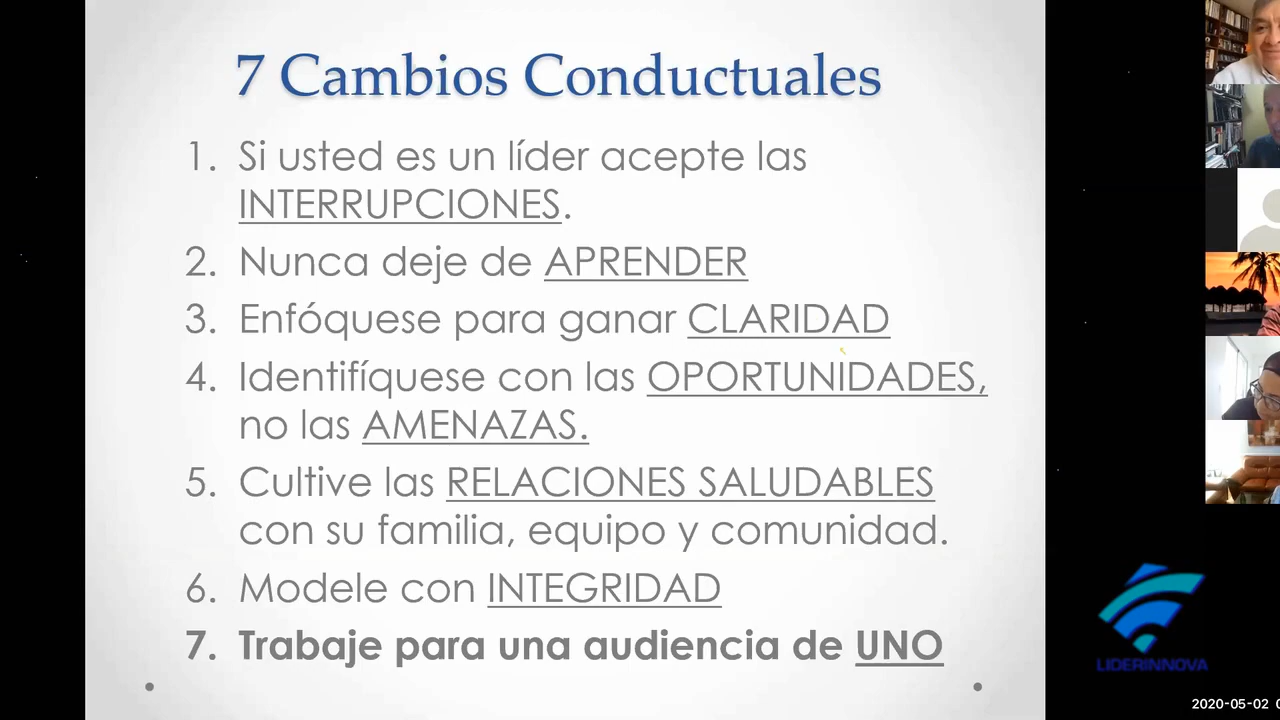 7 Cambios Conductuales
1. Si usted es un líder acepte las
INTERRUPCIONES.
2. Nunca deje de APRENDER
3. Enfóquese para ganar CLARIDAD
4. Identifíquese con las OPORTUNIDADES,
no las AMENAZAS.
5. Cultive las RELACIONES SALUDABLES
con su familia, equipo y comunidad.
6. Modele con INTEGRIDAD
7. Trabaje para una audiencia de UNO
LIDERINNOVA
2020-05-02